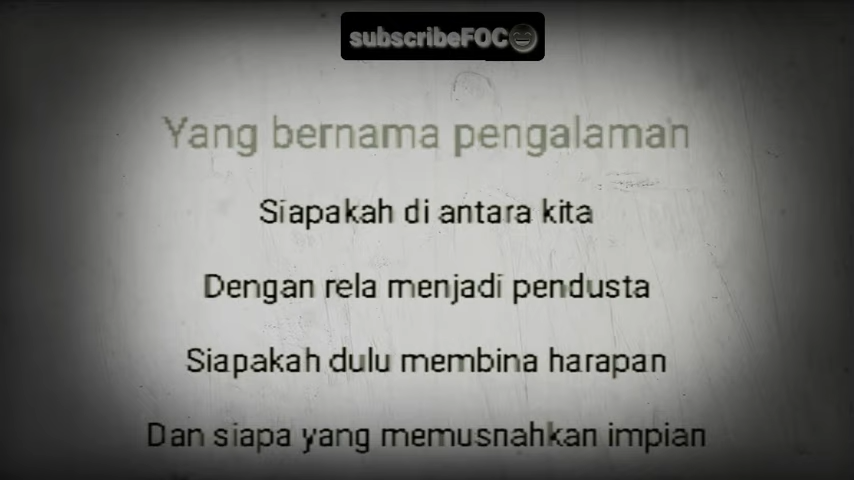 subscribeFOC😄
Yang bernama pengalaman
Siapakah di antara kita
Dengan rela menjadi pendusta
Siapakah dulu membina harapan
Dan siapa yang memusnahkan impian